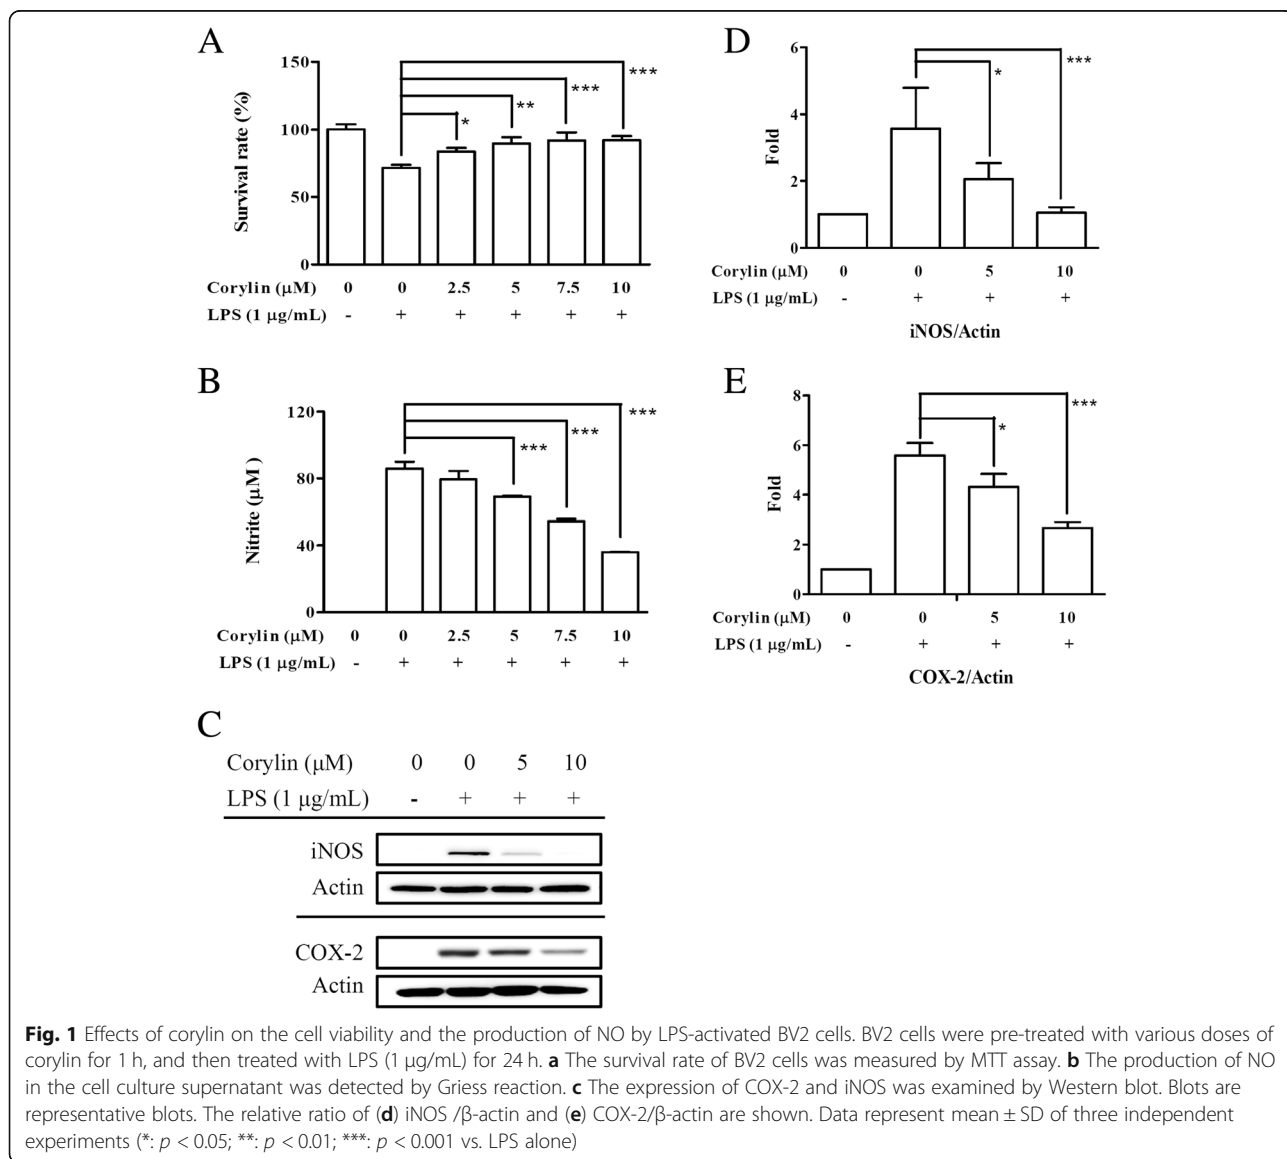 A
150
100
50
0
Survival rate (%)
*
**
***
***
Corylin (μM) 0 0 2.5 5 7.5 10
LPS (1 μg/mL) - + + + + +
B
120
80
40
0
Nitrite (μM )
***
***
***
Corylin (μM) 0 0 2.5 5 7.5 10
LPS (1 μg/mL) - + + + + +
C
Corylin (μM) 0 0 5 10
LPS (1 μg/mL) - + + +
iNOS
Actin
COX-2
Actin
D
6
4
2
0
Fold
*
***
Corylin (μM) 0 0 5 10
LPS (1 μg/mL) - + + +
iNOS/Actin
E
8
6
4
2
0
Fold
*
***
Corylin (μM) 0 0 5 10
LPS (1 μg/mL) - + + +
COX-2/Actin
Fig. 1 Effects of corylin on the cell viability and the production of NO by LPS-activated BV2 cells. BV2 cells were pre-treated with various doses of
corylin for 1 h, and then treated with LPS (1 μg/mL) for 24 h. a The survival rate of BV2 cells was measured by MTT assay. b The production of NO
in the cell culture supernatant was detected by Griess reaction. c The expression of COX-2 and iNOS was examined by Western blot. Blots are
representative blots. The relative ratio of (d) iNOS /β-actin and (e) COX-2/β-actin are shown. Data represent mean ± SD of three independent
experiments (*: p < 0.05; **: p < 0.01; ***: p < 0.001 vs. LPS alone)